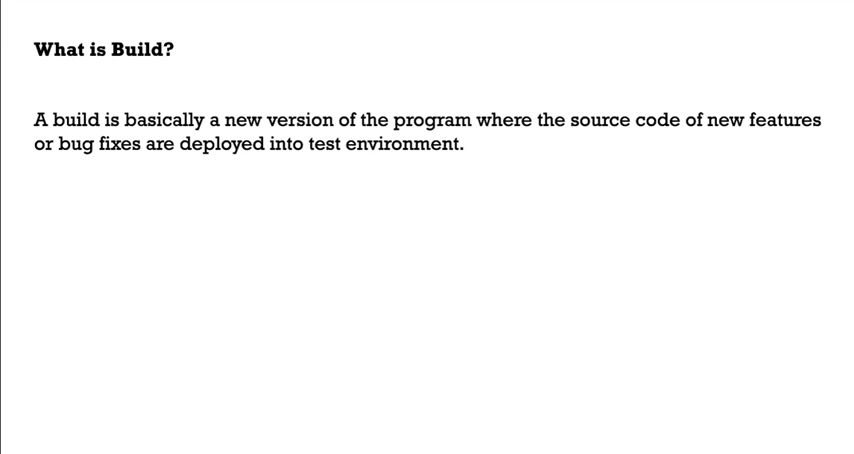 What is Build?
A build is basically a new version of the program where the source code of new features
or bug fixes are deployed into test environment.